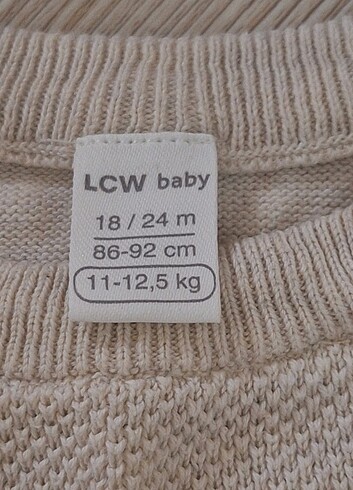 LCW baby
18 / 24 m
86-92 cm
11-12,5 kg